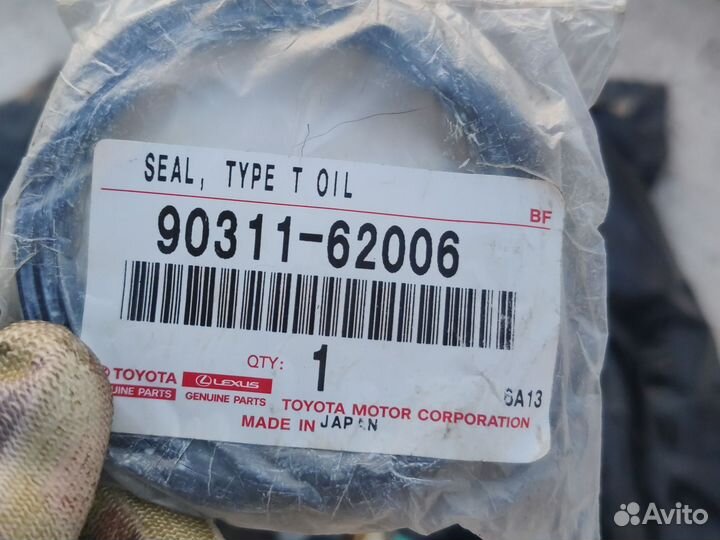 SEAL, TYPE T OIL
BF
90311-62006
QTY: 1
6A13
TOYOTA LEXUS
GENUINE PARTS GENUINE PARTS TOYOTA MOTOR CORPORATION
MADE IN JAPAN
Avito